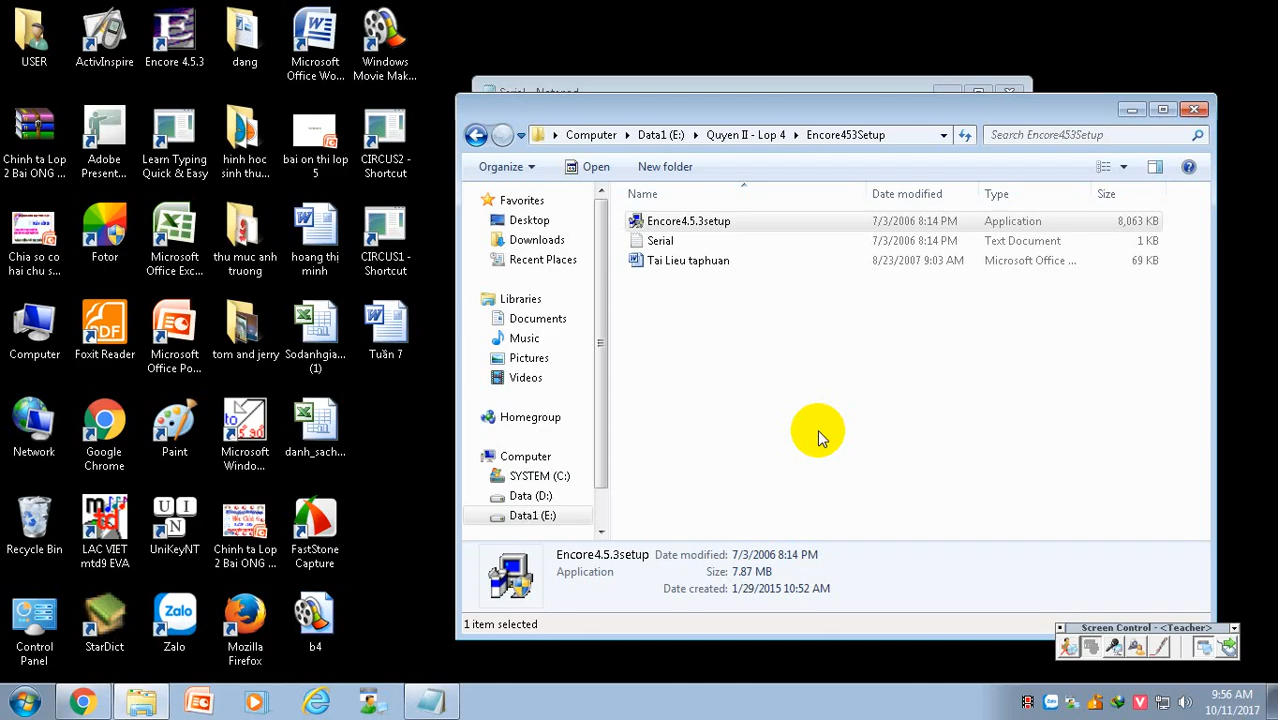 USER
ActivInspire
Encore 4.5.3
dang
Microsoft
Office Wo...
Windows
Movie Mak...
Chinh ta Lop
2 Bai ONG ...
Adobe
Present...
Learn Typing
Quick & Easy
hinh hoc
sinh thu...
bai on thi lop
5
CIRCUS2 -
Shortcut
Chia so co
hai chu s...
Fotor
Microsoft
Office Exc...
thu muc anh
truong
hoang thị
minh
CIRCUS1 -
Shortcut
Computer
Foxit Reader
Microsoft
Office Po...
tom and jerry
Sodanhgia...
(1)
Tuần 7
Network
Google
Chrome
Paint
Microsoft
Windo...
danh_sach...
Recycle Bin
LAC VIET
mtd9 EVA
UniKeyNT
Chinh ta Lop
2 Bai ONG ...
FastStone
Capture
Control
Panel
StarDict
Zalo
Mozilla
Firefox
b4
Serial - Notepad
Computer
Data1 (E:)
Quyen II - Lop 4
Encore453Setup
Search Encore453Setup
Organize
Open
New folder
Name
Date modified
Type
Size
Favorites
Desktop
Downloads
Recent Places
Libraries
Documents
Music
Pictures
Videos
Homegroup
Computer
SYSTEM (C:)
Data (D:)
Data1 (E:)
Encore4.5.3setup 7/3/2006 8:14 PM Application 8,063 KB
Serial 7/3/2006 8:14 PM Text Document 1 KB
Tai Lieu taphuan 8/23/2007 9:03 AM Microsoft Office ... 69 KB
Encore4.5.3setup Date modified: 7/3/2006 8:14 PM
Application Size: 7.87 MB
Date created: 1/29/2015 10:52 AM
1 item selected
Screen Control - <Teacher>
9:56 AM
10/11/2017